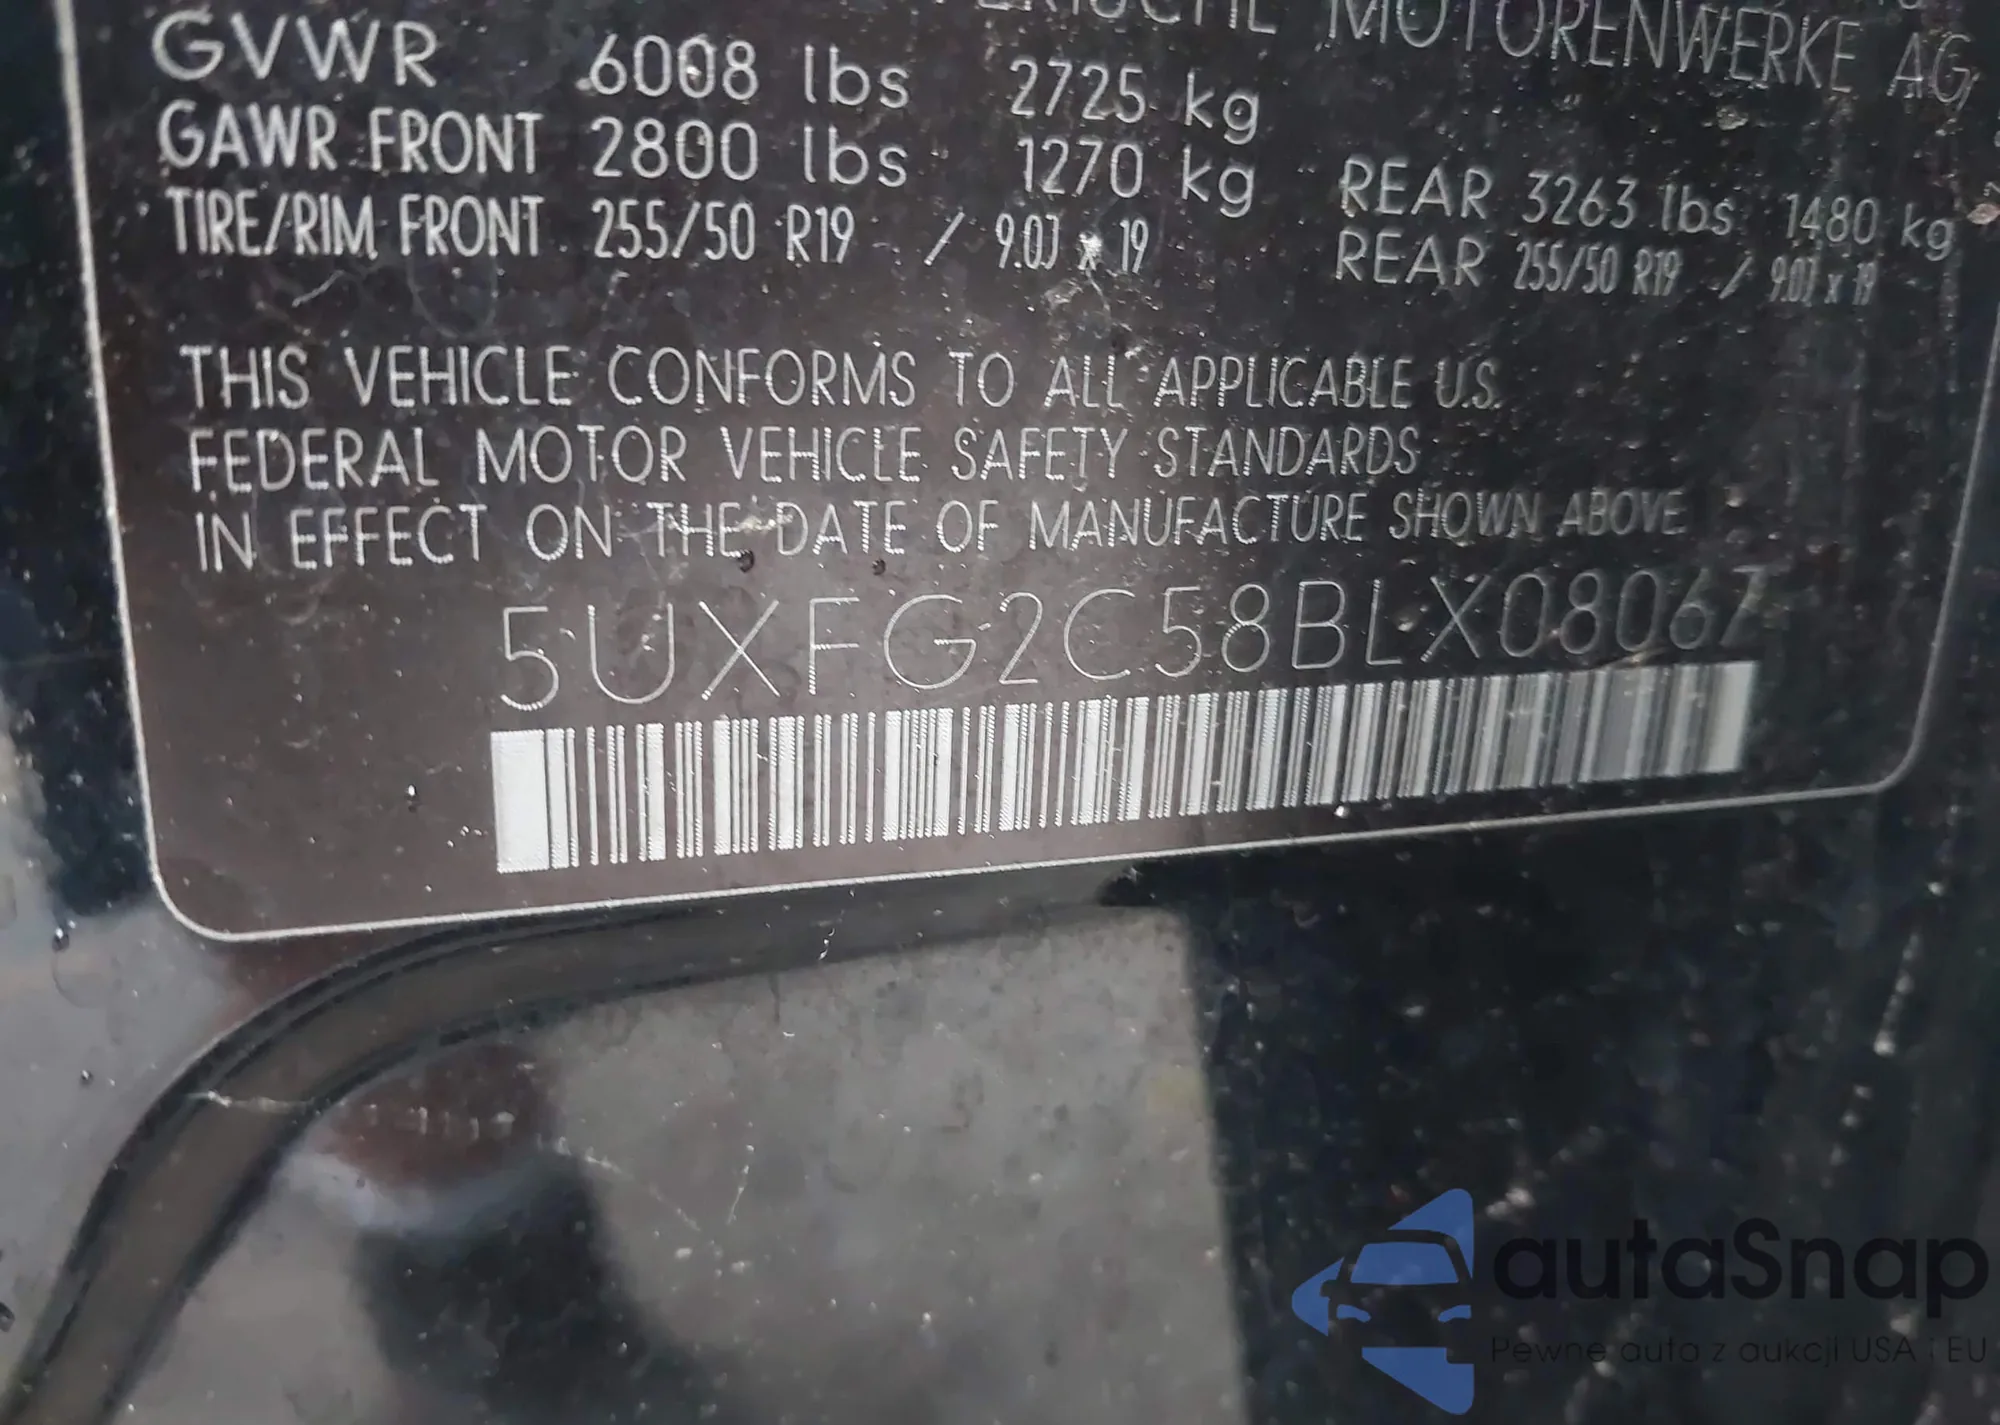 MOTORENWERKE AG
GVWR 6008 lbs 2725 kg
GAWR FRONT 2800 lbs 1270 kg REAR 3263 lbs 1480 kg
TIRE/RIM FRONT 255/50 R19 / 9.0J x 19 REAR 255/50 R19 / 9.0J x 19
THIS VEHICLE CONFORMS TO ALL APPLICABLE U.S.
FEDERAL MOTOR VEHICLE SAFETY STANDARDS
IN EFFECT ON THE DATE OF MANUFACTURE SHOWN ABOVE
5UXFG2C58BLX08067
autaSnap
Pewne auta z aukcji USA i EU